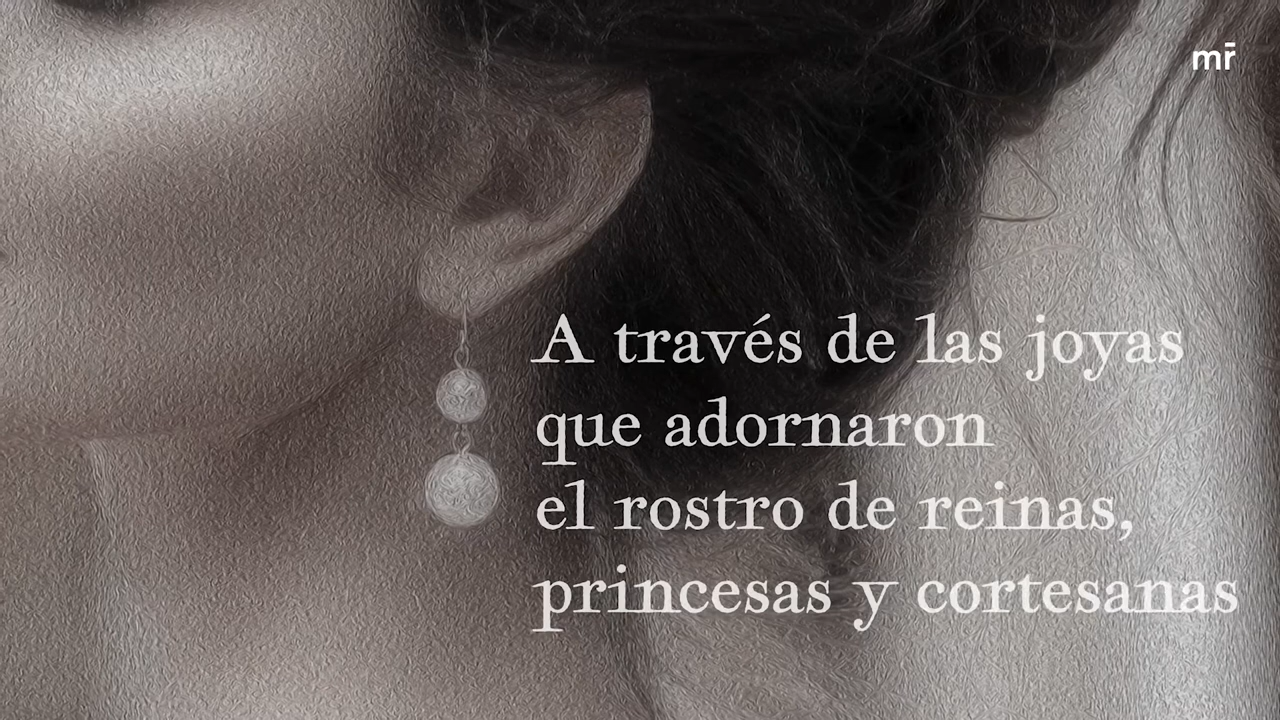 mr̄
A través de las joyas
que adornaron
el rostro de reinas,
princesas y cortesanas